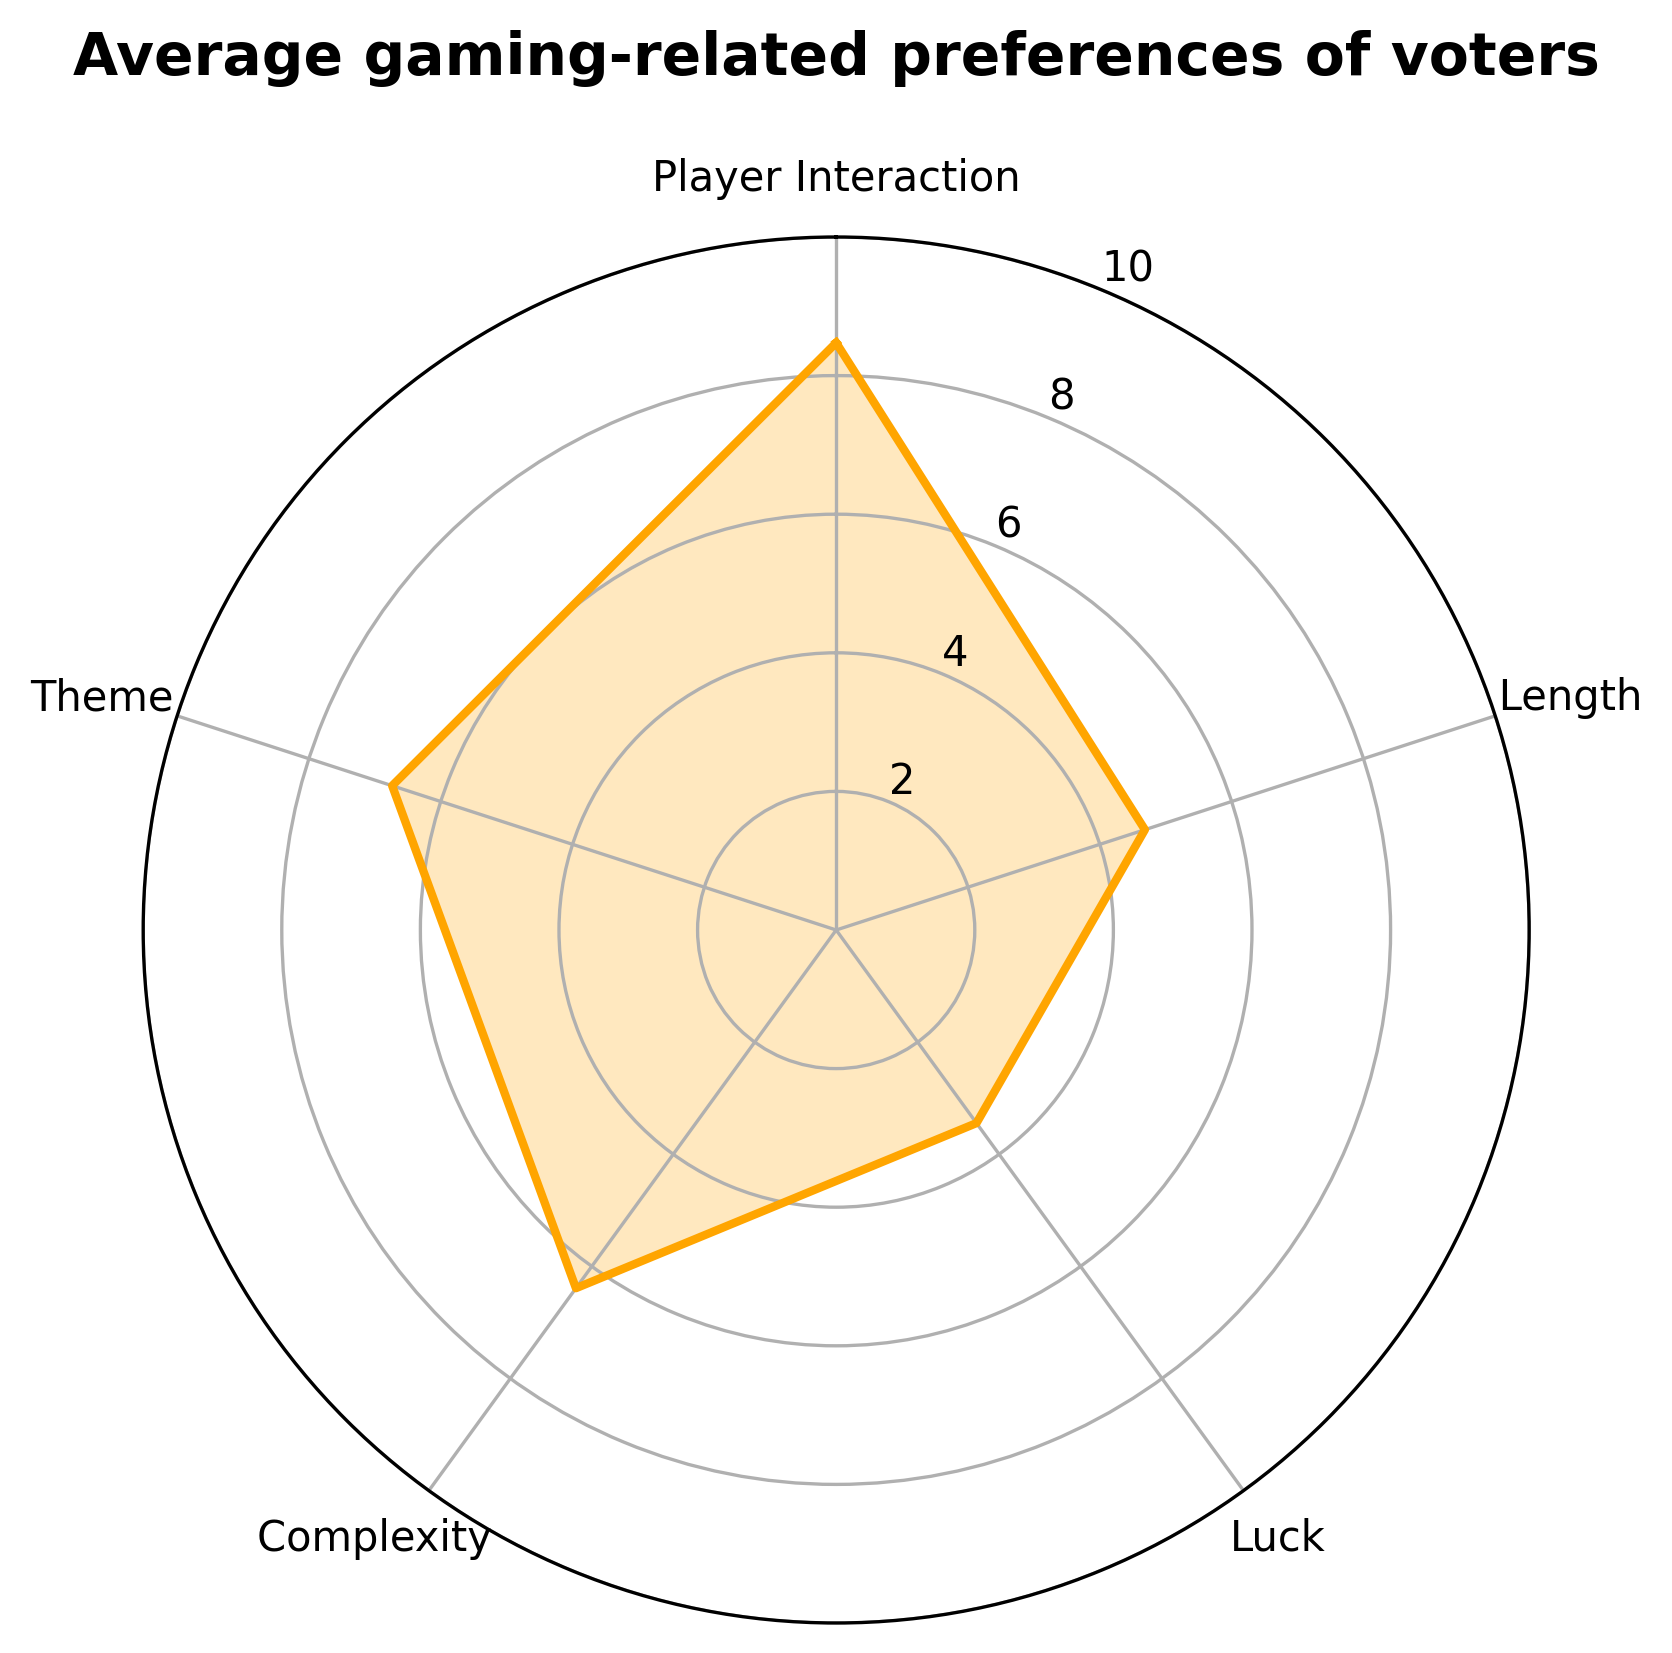 Average gaming-related preferences of voters
Player Interaction
10
8
6
4
2
Theme
Length
Complexity
Luck